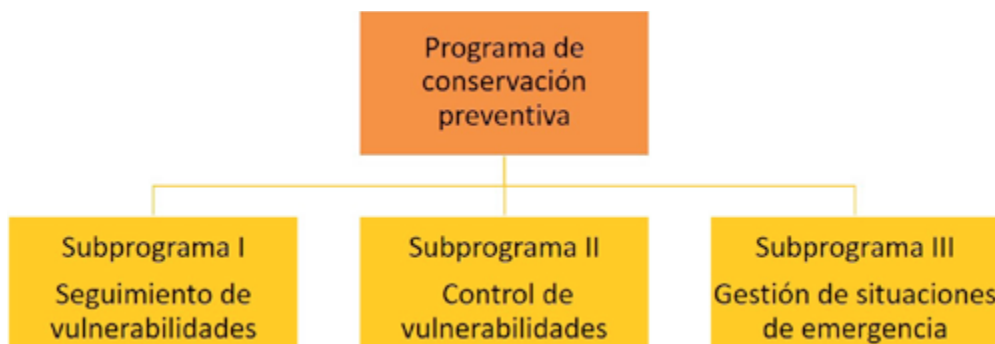 Programa de
conservación
preventiva
Subprograma I
Seguimiento de
vulnerabilidades
Subprograma II
Control de
vulnerabilidades
Subprograma III
Gestión de situaciones
de emergencia